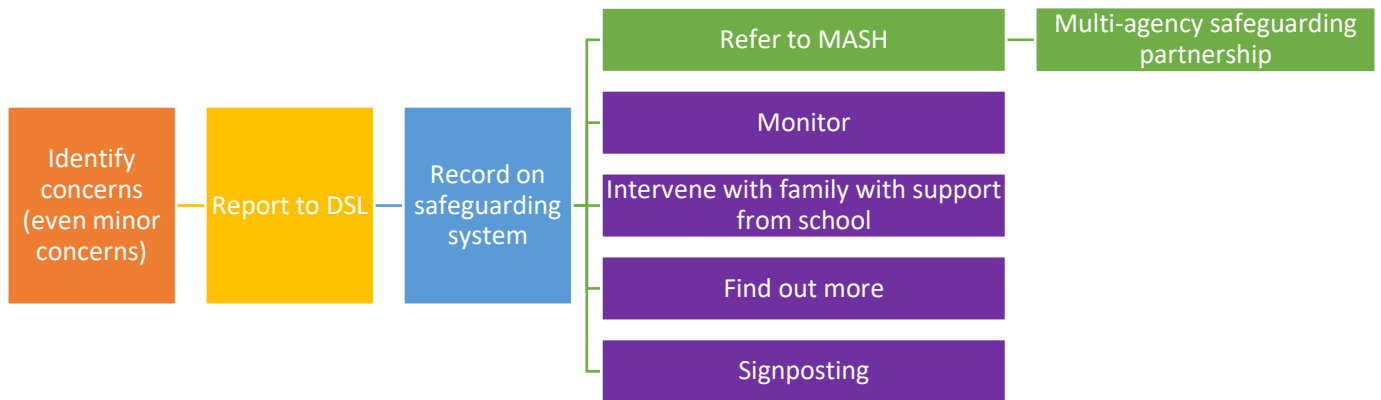 Identify
concerns
(even minor
concerns)
Report to DSL
Record on
safeguarding
system
Refer to MASH
Multi-agency safeguarding
partnership
Monitor
Intervene with family with support
from school
Find out more
Signposting